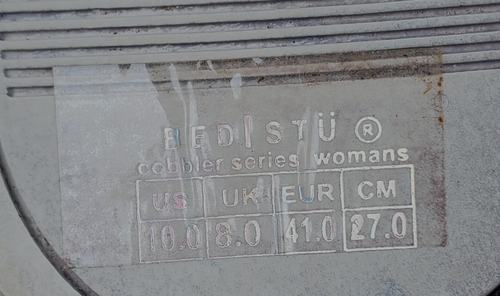 BED|STÜ ®
cobbler series womans
US UK EUR CM
10.0 8.0 41.0 27.0